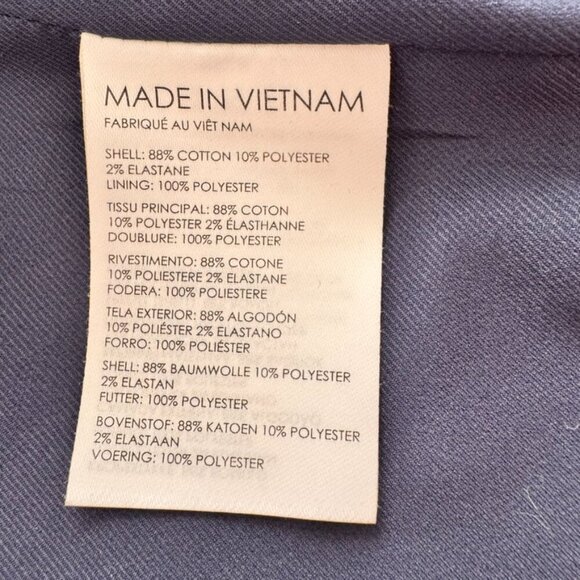 MADE IN VIETNAM
FABRIQUÉ AU VIÊT NAM
SHELL: 88% COTTON 10% POLYESTER
2% ELASTANE
LINING: 100% POLYESTER
TISSU PRINCIPAL: 88% COTON
10% POLYESTER 2% ÉLASTHANNE
DOUBLURE: 100% POLYESTER
RIVESTIMENTO: 88% COTONE
10% POLIESTERE 2% ELASTANE
FODERA: 100% POLIESTERE
TELA EXTERIOR: 88% ALGODÓN
10% POLIÉSTER 2% ELASTANO
FORRO: 100% POLIÉSTER
SHELL: 88% BAUMWOLLE 10% POLYESTER
2% ELASTAN
FUTTER: 100% POLYESTER
BOVENSTOF: 88% KATOEN 10% POLYESTER
2% ELASTAAN
VOERING: 100% POLYESTER